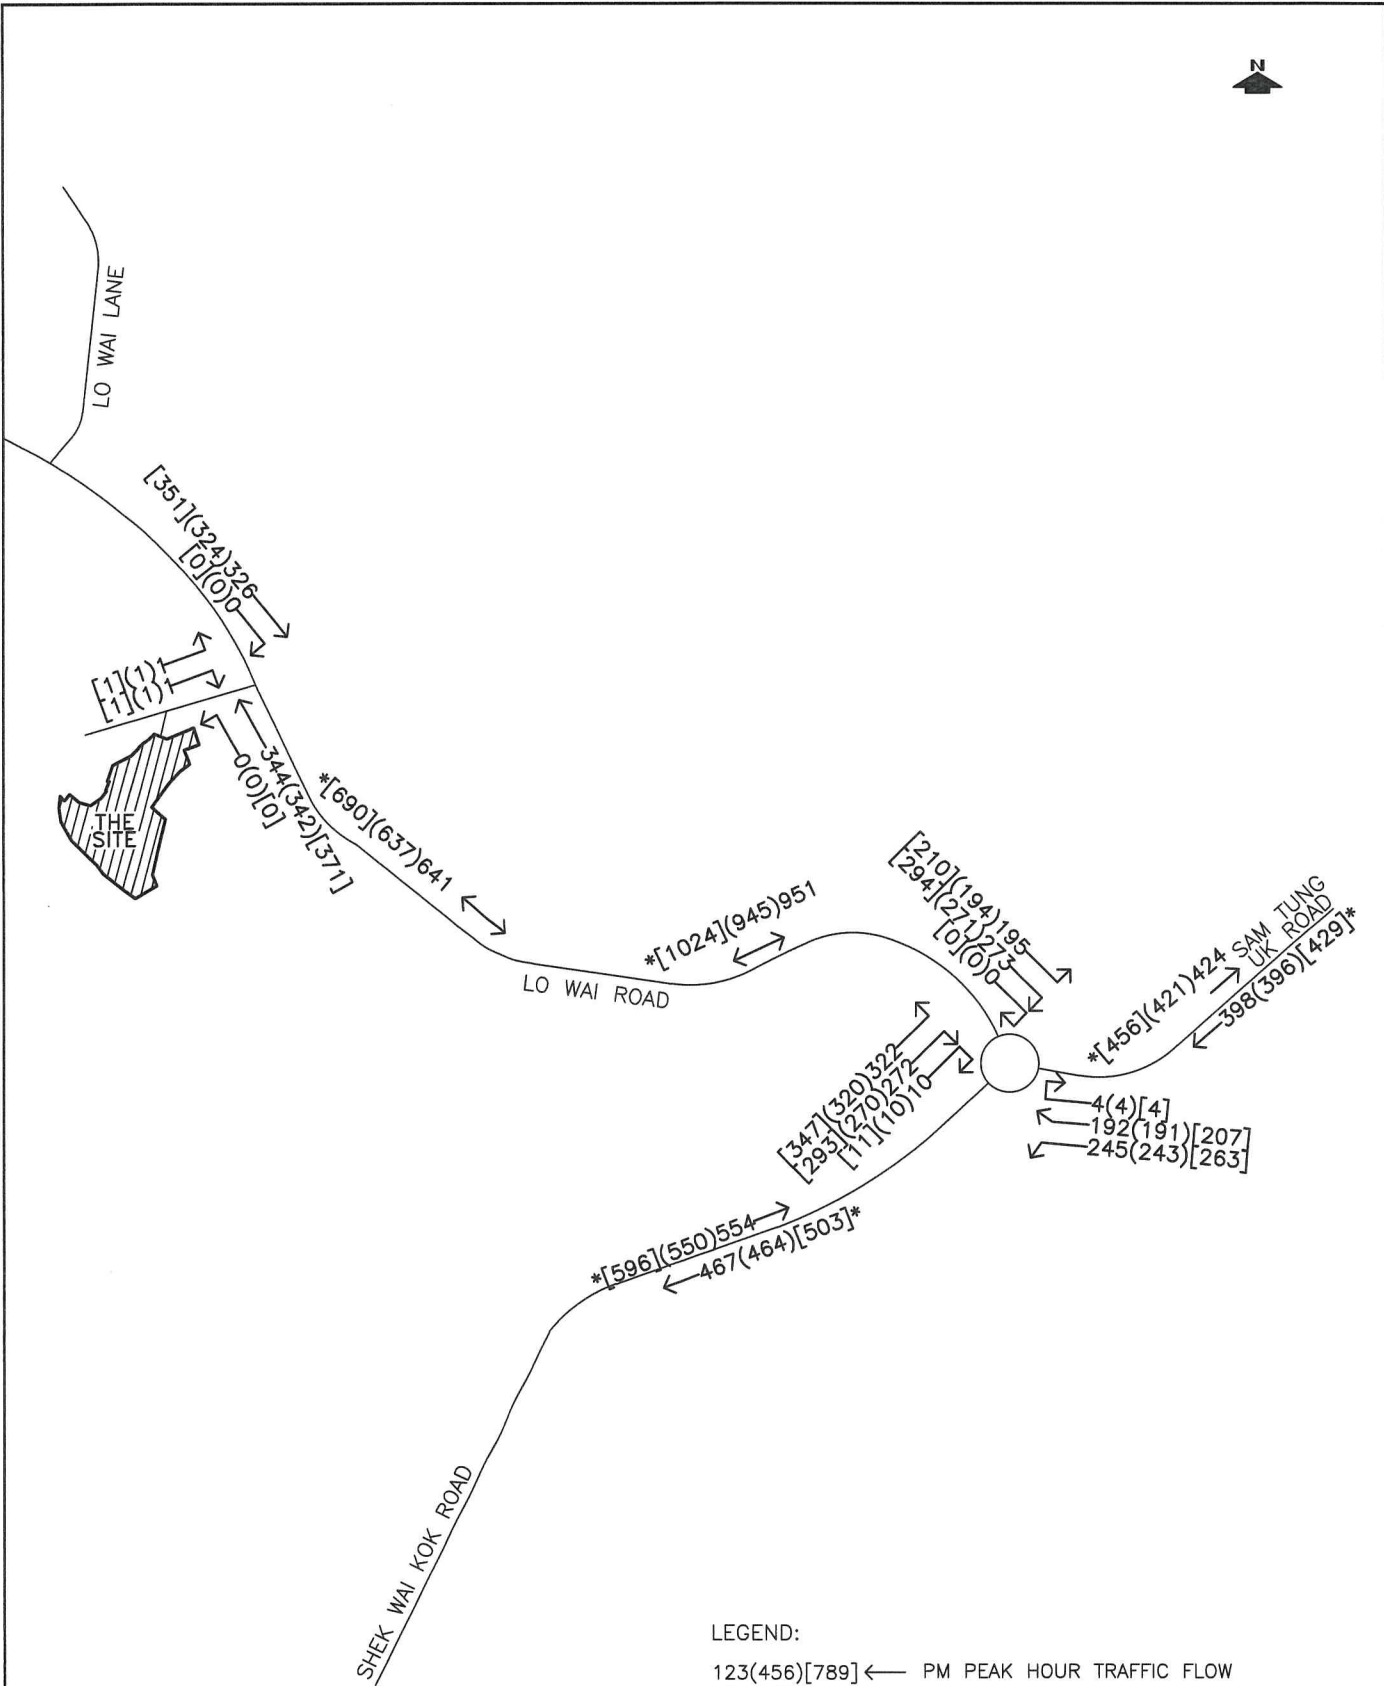 N
LO WAI LANE
[351](324)326
[0](0)0
[1](1)1
[1](1)1
0(0)[0]
344(342)[371]
THE
SITE
*[690](637)641
*[1024](945)951
LO WAI ROAD
[210](194)195
[294](271)273
[0](0)0
SAM TUNG
UK ROAD
*[456](421)424
398(396)[429]*
[347](320)322
[293](270)272
[11](10)10
4(4)[4]
192(191)[207]
245(243)[263]
*[596](550)554
467(464)[503]*
SHEK WAI KOK ROAD
LEGEND:
123(456)[789] PM PEAK HOUR TRAFFIC FLOW